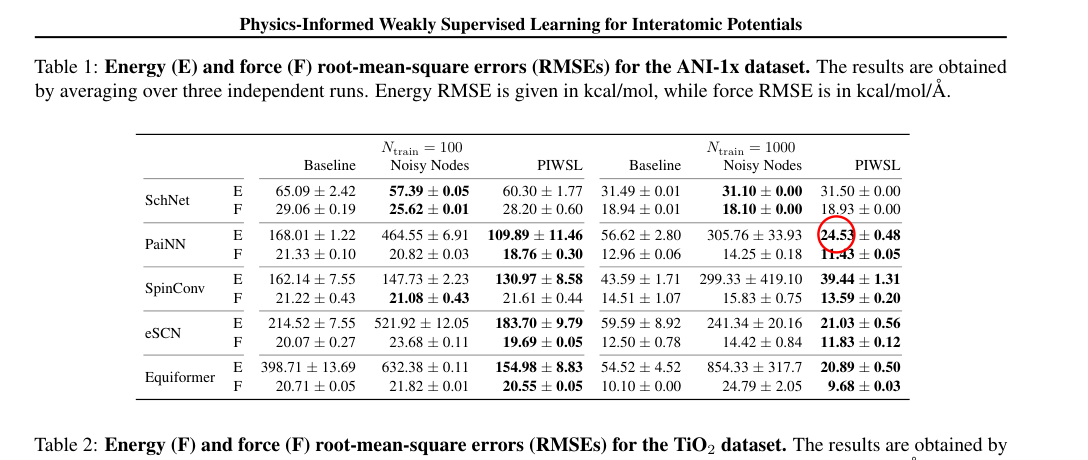 Physics-Informed Weakly Supervised Learning for Interatomic Potentials
Table 1: Energy (E) and force (F) root-mean-square errors (RMSEs) for the ANI-1x dataset. The results are obtained
by averaging over three independent runs. Energy RMSE is given in kcal/mol, while force RMSE is in kcal/mol/Å.
N_train = 100 N_train = 1000
Baseline Noisy Nodes PIWSL Baseline Noisy Nodes PIWSL
SchNet E 65.09 ± 2.42 57.39 ± 0.05 60.30 ± 1.77 31.49 ± 0.01 31.10 ± 0.00 31.50 ± 0.00
F 29.06 ± 0.19 25.62 ± 0.01 28.20 ± 0.60 18.94 ± 0.01 18.10 ± 0.00 18.93 ± 0.00
PaiNN E 168.01 ± 1.22 464.55 ± 6.91 109.89 ± 11.46 56.62 ± 2.80 305.76 ± 33.93 24.53 ± 0.48
F 21.33 ± 0.10 20.82 ± 0.03 18.76 ± 0.30 12.96 ± 0.06 14.25 ± 0.18 11.43 ± 0.05
SpinConv E 162.14 ± 7.55 147.73 ± 2.23 130.97 ± 8.58 43.59 ± 1.71 299.33 ± 419.10 39.44 ± 1.31
F 21.22 ± 0.43 21.08 ± 0.43 21.61 ± 0.44 14.51 ± 1.07 15.83 ± 0.75 13.59 ± 0.20
eSCN E 214.52 ± 7.55 521.92 ± 12.05 183.70 ± 9.79 59.59 ± 8.92 241.34 ± 20.16 21.03 ± 0.56
F 20.07 ± 0.27 23.68 ± 0.11 19.69 ± 0.05 12.50 ± 0.78 14.42 ± 0.84 11.83 ± 0.12
Equiformer E 398.71 ± 13.69 632.38 ± 0.11 154.98 ± 8.83 54.52 ± 4.52 854.33 ± 317.7 20.89 ± 0.50
F 20.71 ± 0.05 21.82 ± 0.01 20.55 ± 0.05 10.10 ± 0.00 24.79 ± 2.05 9.68 ± 0.03
Table 2: Energy (F) and force (F) root-mean-square errors (RMSEs) for the TiO₂ dataset. The results are obtained by